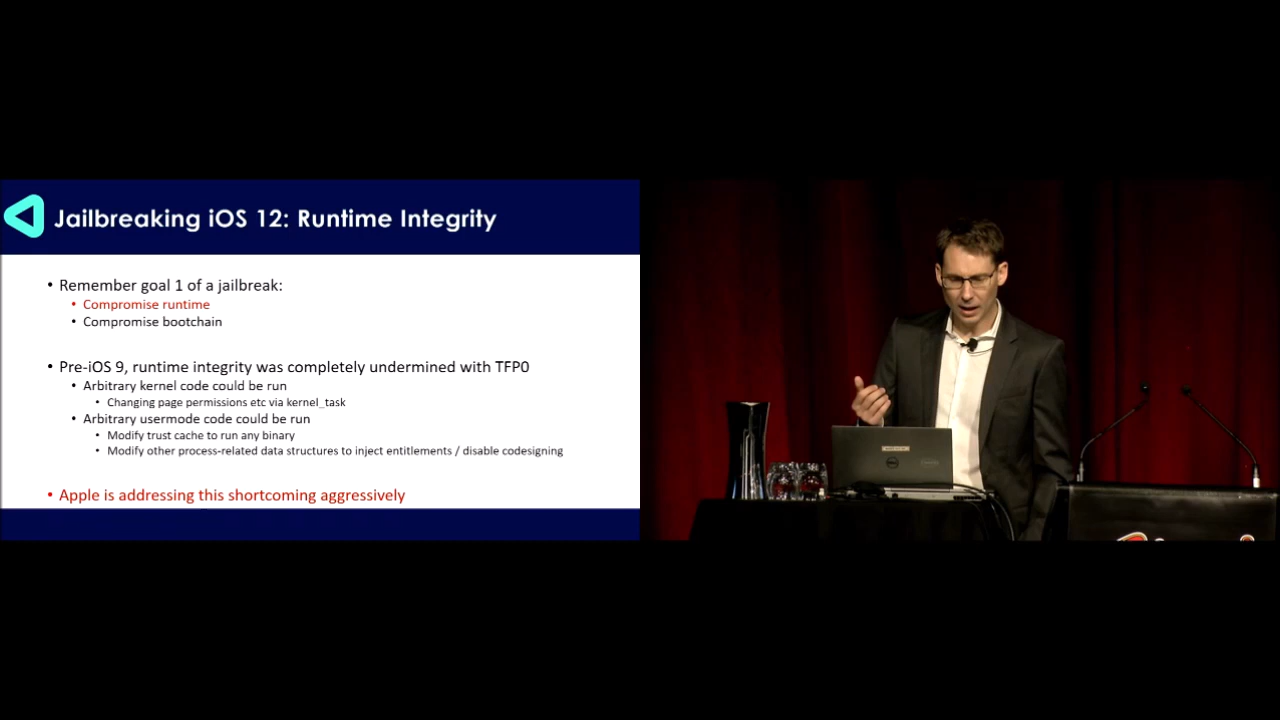 Jailbreaking iOS 12: Runtime Integrity
• Remember goal 1 of a jailbreak:
• Compromise runtime
• Compromise bootchain
• Pre-iOS 9, runtime integrity was completely undermined with TFP0
• Arbitrary kernel code could be run
• Changing page permissions etc via kernel_task
• Arbitrary usermode code could be run
• Modify trust cache to run any binary
• Modify other process-related data structures to inject entitlements / disable codesigning
• Apple is addressing this shortcoming aggressively
DELL